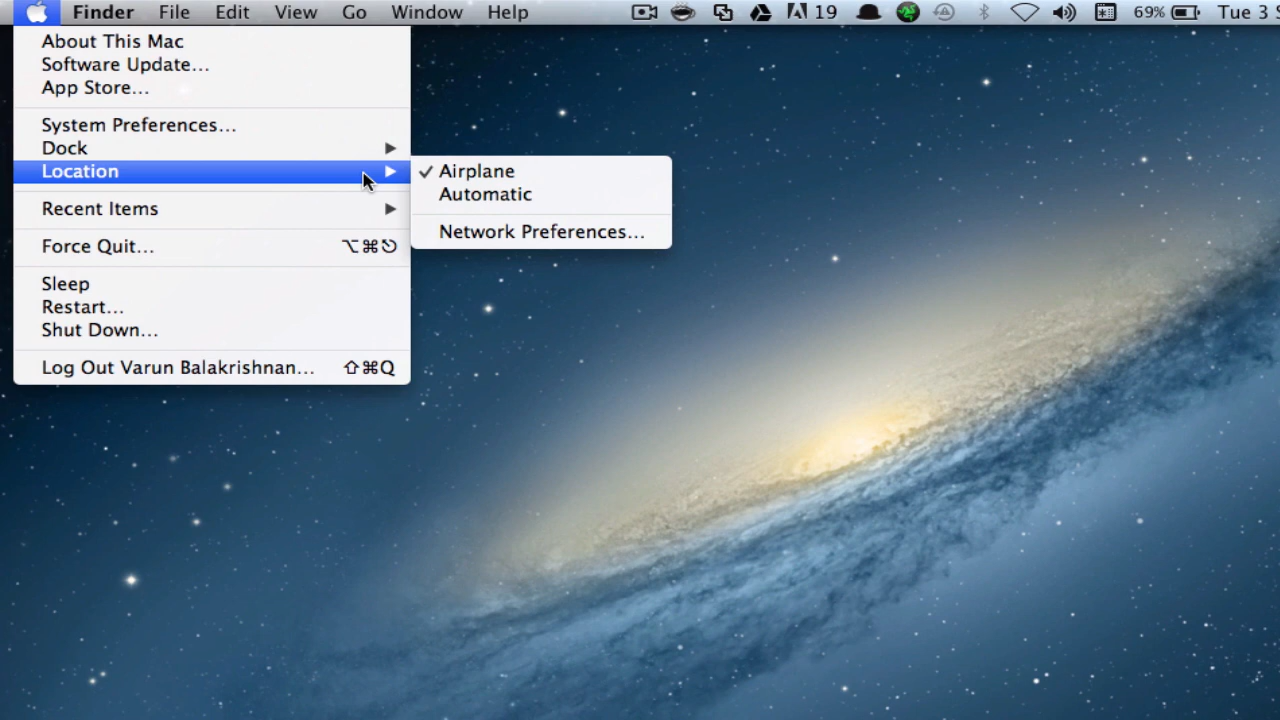 Finder File Edit View Go Window Help 19 69% Tue 3
About This Mac
Software Update...
App Store...
System Preferences...
Dock
Location
Airplane
Automatic
Network Preferences...
Recent Items
Force Quit... ⌥⌘⎋
Sleep
Restart...
Shut Down...
Log Out Varun Balakrishnan... ⇧⌘Q